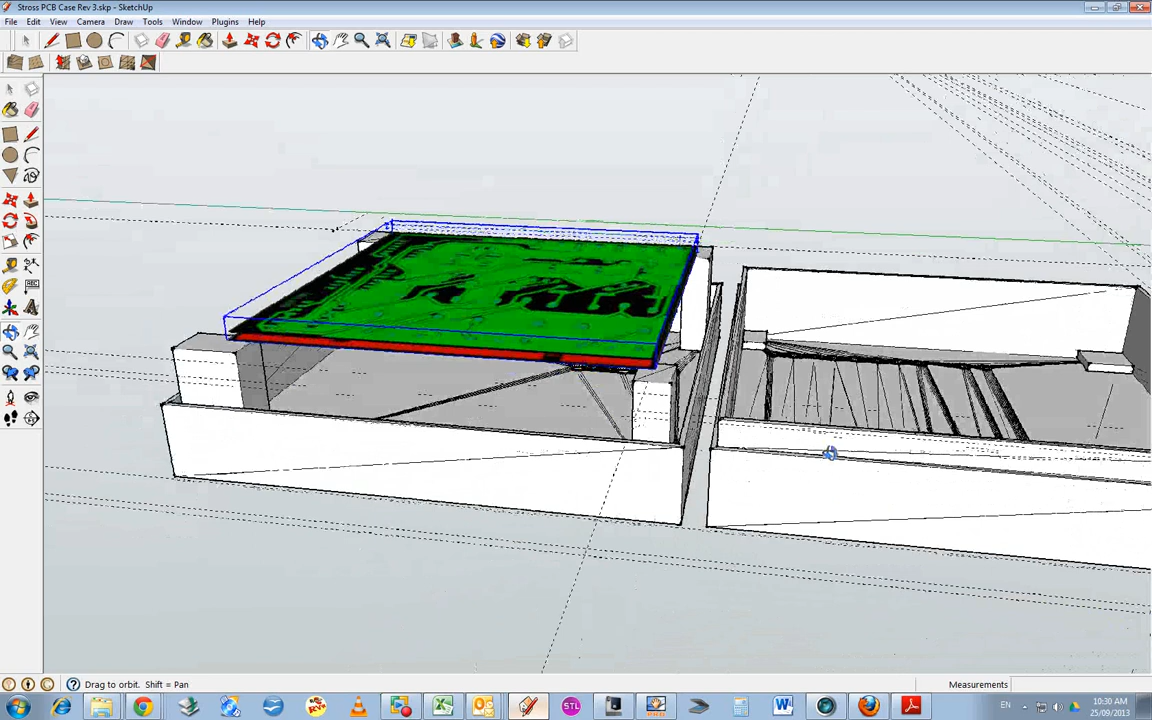 Stross PCB Case Rev 3.skp - SketchUp
File Edit View Camera Draw Tools Window Plugins Help
Drag to orbit. Shift = Pan
Measurements
STL
EN
10:30 AM
25/09/2013